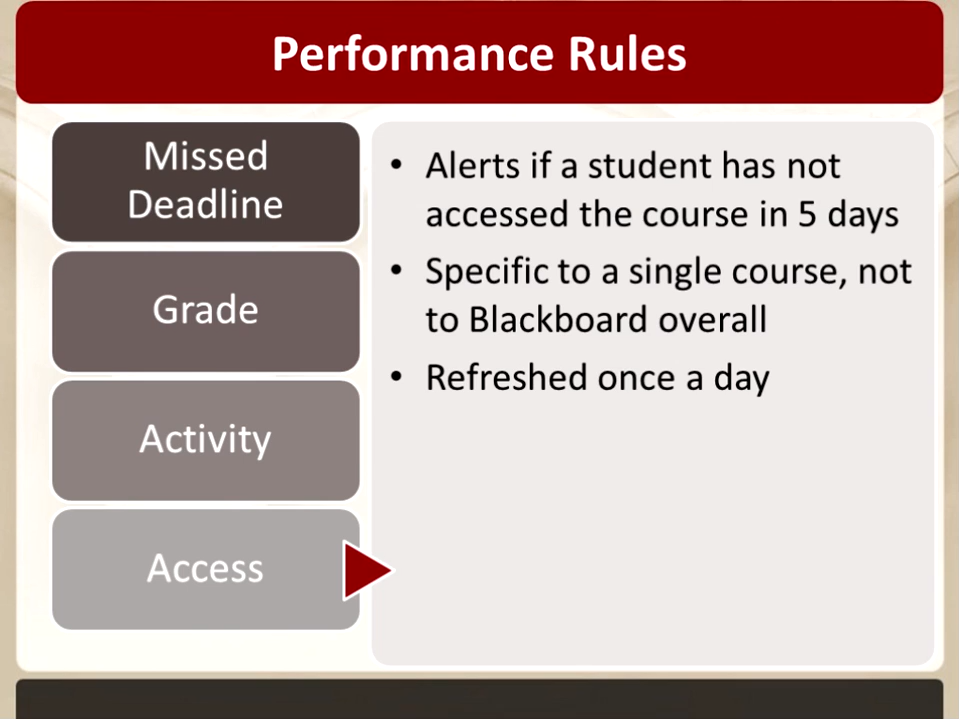 Performance Rules
Missed
Deadline
Grade
Activity
Access
• Alerts if a student has not
accessed the course in 5 days
• Specific to a single course, not
to Blackboard overall
• Refreshed once a day